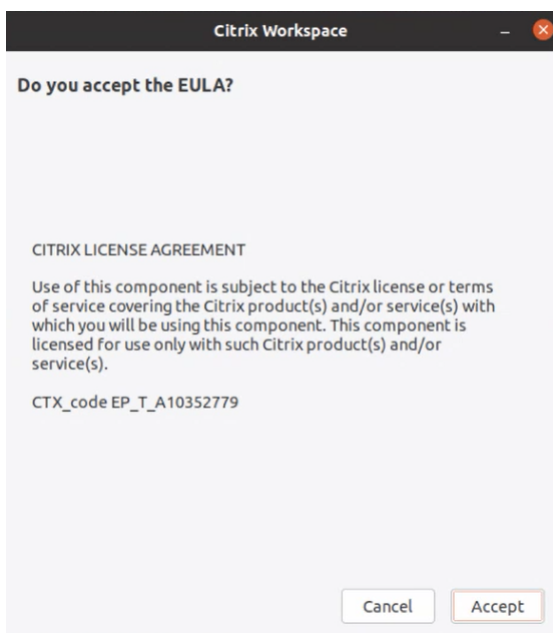 Citrix Workspace
Do you accept the EULA?
CITRIX LICENSE AGREEMENT
Use of this component is subject to the Citrix license or terms
of service covering the Citrix product(s) and/or service(s) with
which you will be using this component. This component is
licensed for use only with such Citrix product(s) and/or
service(s).
CTX_code EP_T_A10352779
Cancel
Accept